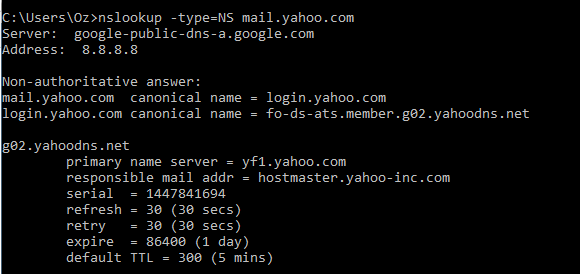 C:\Users\Oz>nslookup -type=NS mail.yahoo.com
Server:  google-public-dns-a.google.com
Address:  8.8.8.8
Non-authoritative answer:
mail.yahoo.com  canonical name = login.yahoo.com
login.yahoo.com canonical name = fo-ds-ats.member.g02.yahoodns.net
g02.yahoodns.net
primary name server = yf1.yahoo.com
responsible mail addr = hostmaster.yahoo-inc.com
serial  = 1447841694
refresh = 30 (30 secs)
retry   = 30 (30 secs)
expire  = 86400 (1 day)
default TTL = 300 (5 mins)